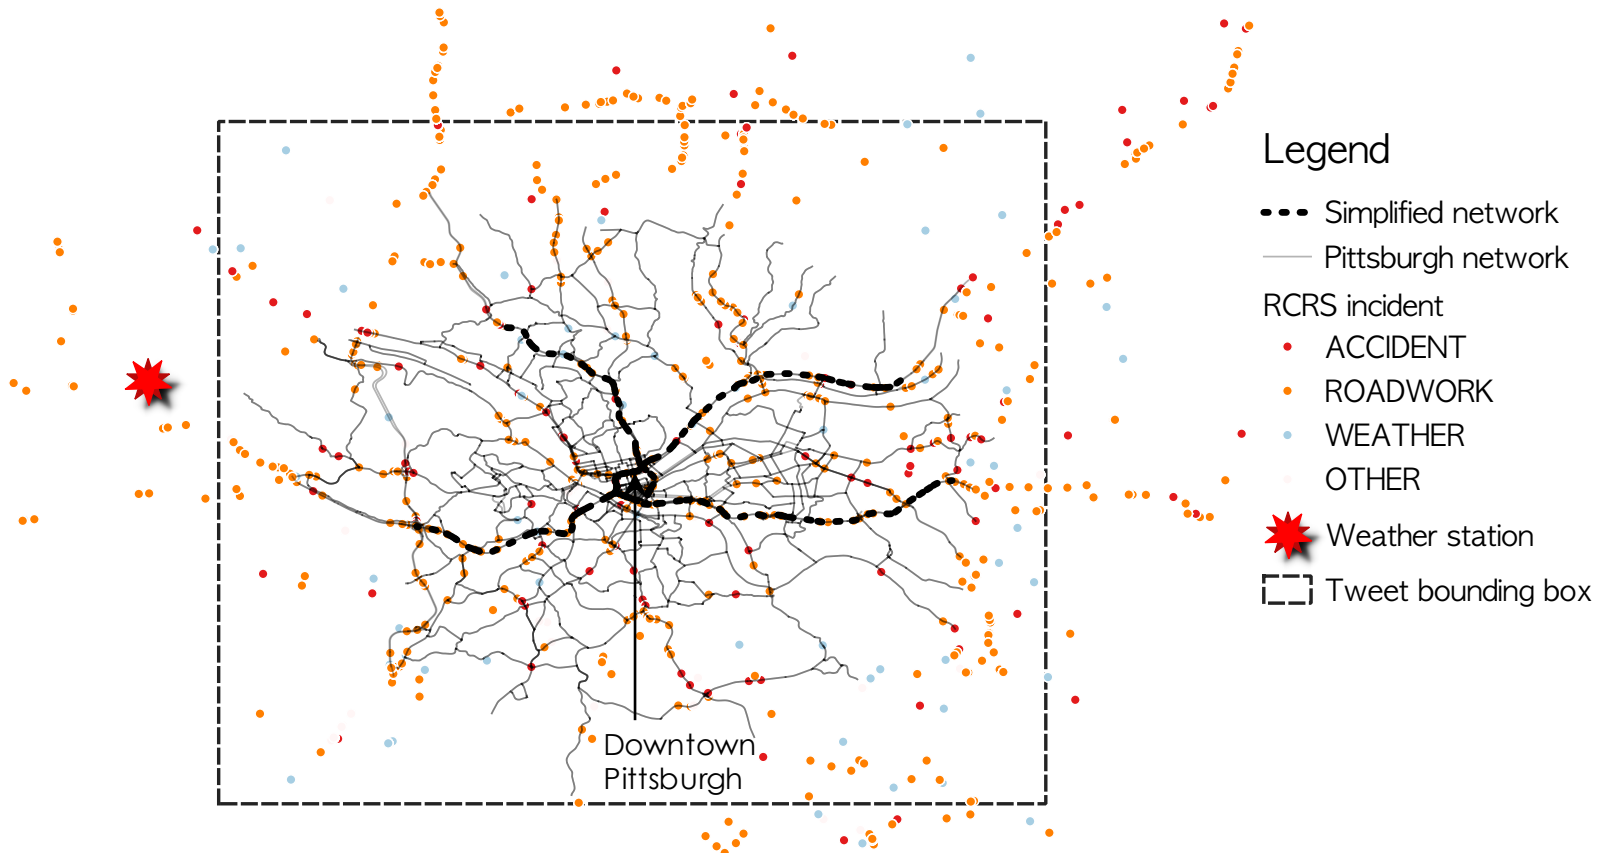 Legend
Simplified network
Pittsburgh network
RCRS incident
ACCIDENT
ROADWORK
WEATHER
OTHER
Weather station
Tweet bounding box
Downtown
Pittsburgh